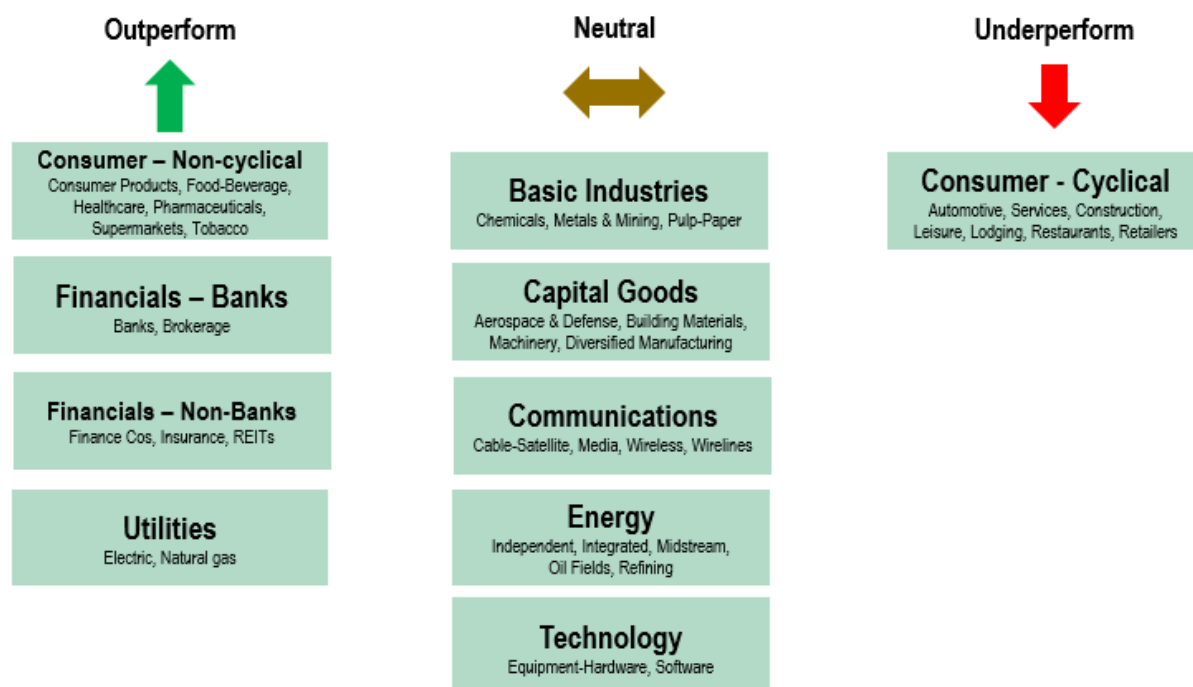 Outperform
Consumer – Non-cyclical
Consumer Products, Food-Beverage,
Healthcare, Pharmaceuticals,
Supermarkets, Tobacco
Financials – Banks
Banks, Brokerage
Financials – Non-Banks
Finance Cos, Insurance, REITs
Utilities
Electric, Natural gas
Neutral
Basic Industries
Chemicals, Metals & Mining, Pulp-Paper
Capital Goods
Aerospace & Defense, Building Materials,
Machinery, Diversified Manufacturing
Communications
Cable-Satellite, Media, Wireless, Wirelines
Energy
Independent, Integrated, Midstream,
Oil Fields, Refining
Technology
Equipment-Hardware, Software
Underperform
Consumer - Cyclical
Automotive, Services, Construction,
Leisure, Lodging, Restaurants, Retailers